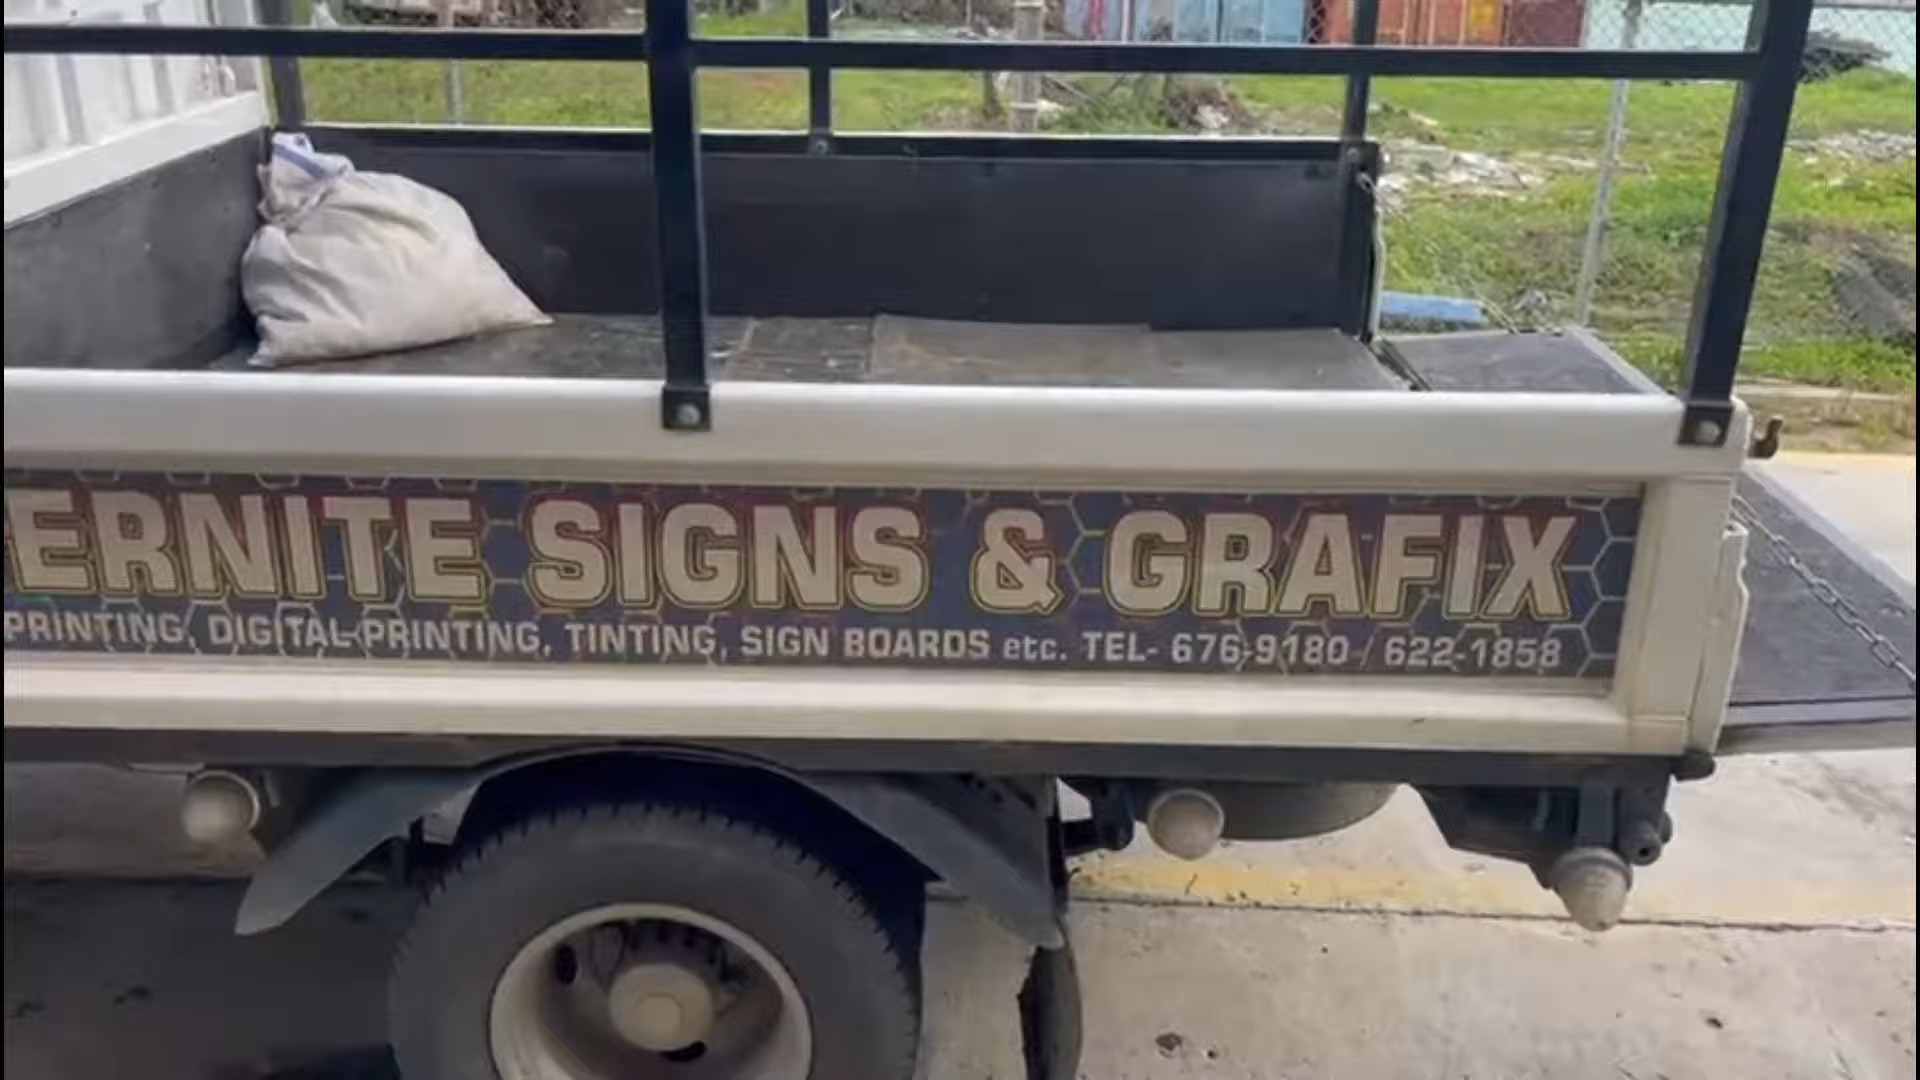 ERNITE SIGNS & GRAFIX
PRINTING, DIGITAL PRINTING, TINTING, SIGN BOARDS etc. TEL- 676-9180 / 622-1858